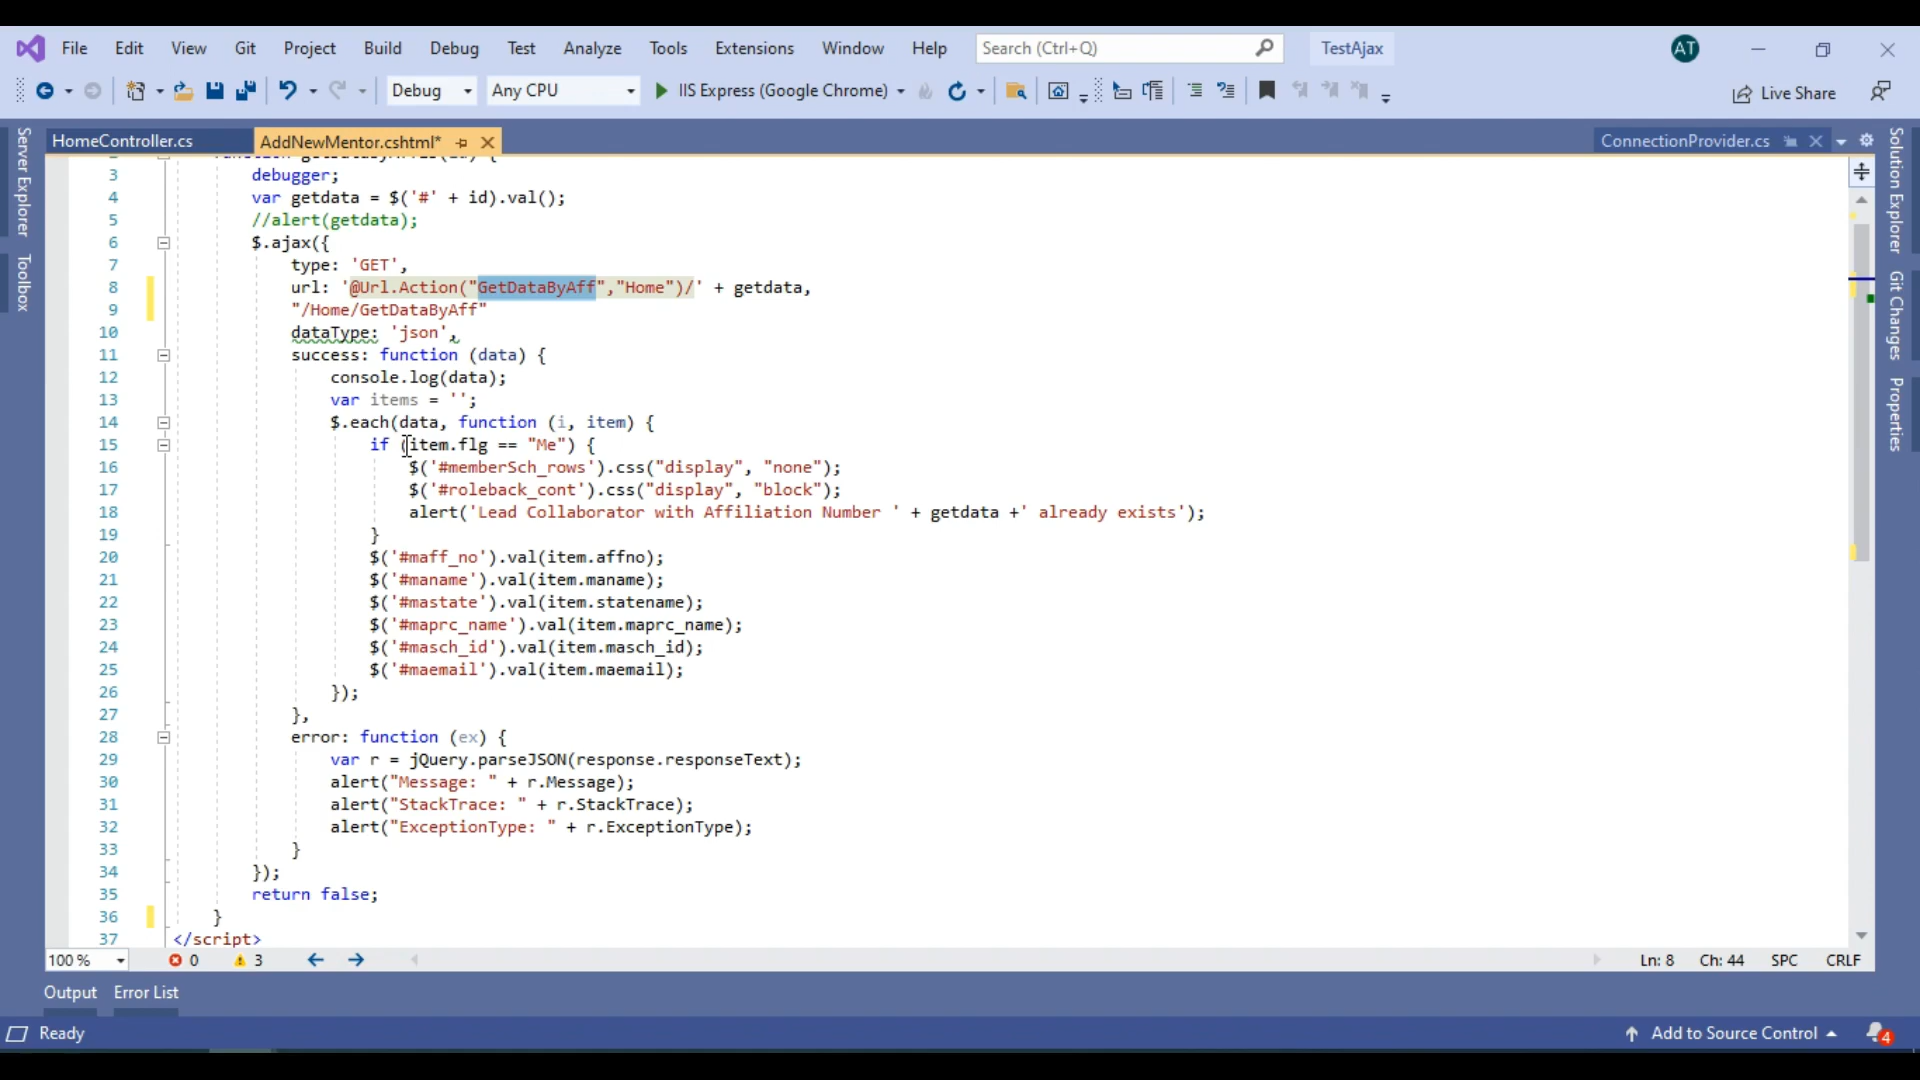 File Edit View Git Project Build Debug Test Analyze Tools Extensions Window Help Search (Ctrl+Q) TestAjax AT
Debug Any CPU IIS Express (Google Chrome) Live Share
Server Explorer
Toolbox
HomeController.cs AddNewMentor.cshtml* ConnectionProvider.cs
Solution Explorer
Git Changes
Properties
3 debugger;
4 var getdata = $('#' + id).val();
5 //alert(getdata);
6 $.ajax({
7 type: 'GET',
8 url: '@Url.Action("GetDataByAff","Home")/' + getdata,
9 "/Home/GetDataByAff"
10 dataType: 'json',
11 success: function (data) {
12 console.log(data);
13 var items = '';
14 $.each(data, function (i, item) {
15 if (item.flg == "Me") {
16 $('#memberSch_rows').css("display", "none");
17 $('#roleback_cont').css("display", "block");
18 alert('Lead Collaborator with Affiliation Number ' + getdata +' already exists');
19 }
20 $('#maff_no').val(item.affno);
21 $('#maname').val(item.maname);
22 $('#mastate').val(item.statename);
23 $('#maprc_name').val(item.maprc_name);
24 $('#masch_id').val(item.masch_id);
25 $('#maemail').val(item.maemail);
26 });
27 },
28 error: function (ex) {
29 var r = jQuery.parseJSON(response.responseText);
30 alert("Message: " + r.Message);
31 alert("StackTrace: " + r.StackTrace);
32 alert("ExceptionType: " + r.ExceptionType);
33 }
34 });
35 return false;
36 }
37 </script>
100 % 0 3 Ln: 8 Ch: 44 SPC CRLF
Output Error List
Ready Add to Source Control 4